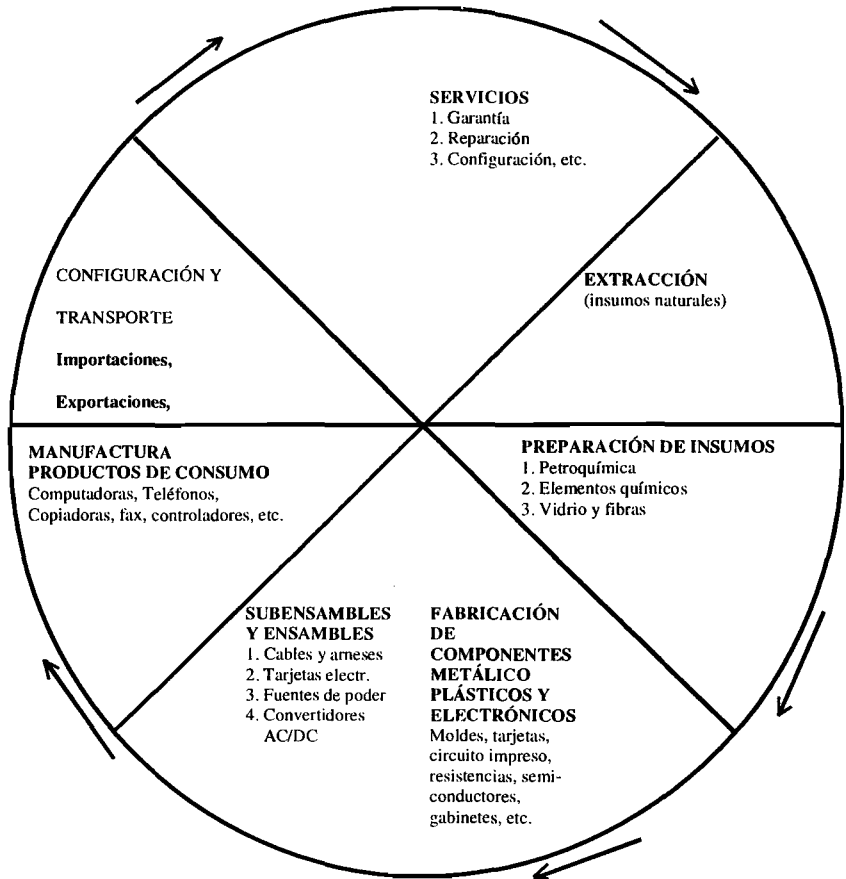 SERVICIOS
1. Garantía
2. Reparación
3. Configuración, etc.
EXTRACCIÓN
(insumos naturales)
PREPARACIÓN DE INSUMOS
1. Petroquímica
2. Elementos químicos
3. Vidrio y fibras
FABRICACIÓN
DE
COMPONENTES
METÁLICO
PLÁSTICOS Y
ELECTRÓNICOS
Moldes, tarjetas,
circuito impreso,
resistencias, semi-
conductores,
gabinetes, etc.
SUBENSAMBLES
Y ENSAMBLES
1. Cables y arneses
2. Tarjetas electr.
3. Fuentes de poder
4. Convertidores
AC/DC
MANUFACTURA
PRODUCTOS DE CONSUMO
Computadoras, Teléfonos,
Copiadoras, fax, controladores, etc.
CONFIGURACIÓN Y
TRANSPORTE
Importaciones,
Exportaciones,